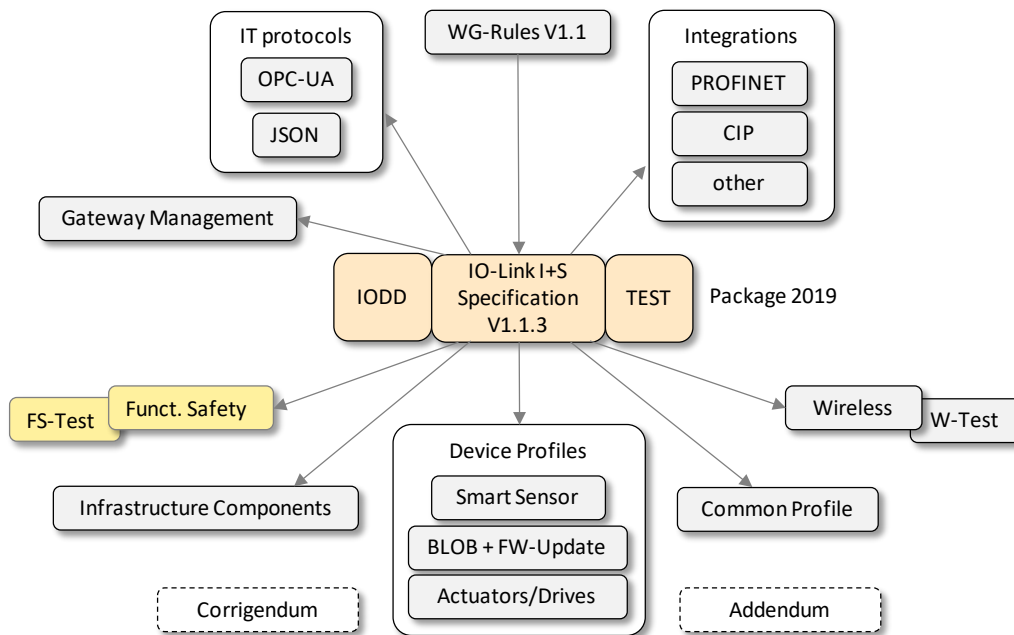 IT protocols
OPC-UA
JSON
WG-Rules V1.1
Integrations
PROFINET
CIP
other
Gateway Management
IODD
IO-Link I+S
Specification
V1.1.3
TEST
Package 2019
FS-Test
Funct. Safety
Wireless
W-Test
Device Profiles
Smart Sensor
BLOB + FW-Update
Actuators/Drives
Infrastructure Components
Common Profile
Corrigendum
Addendum